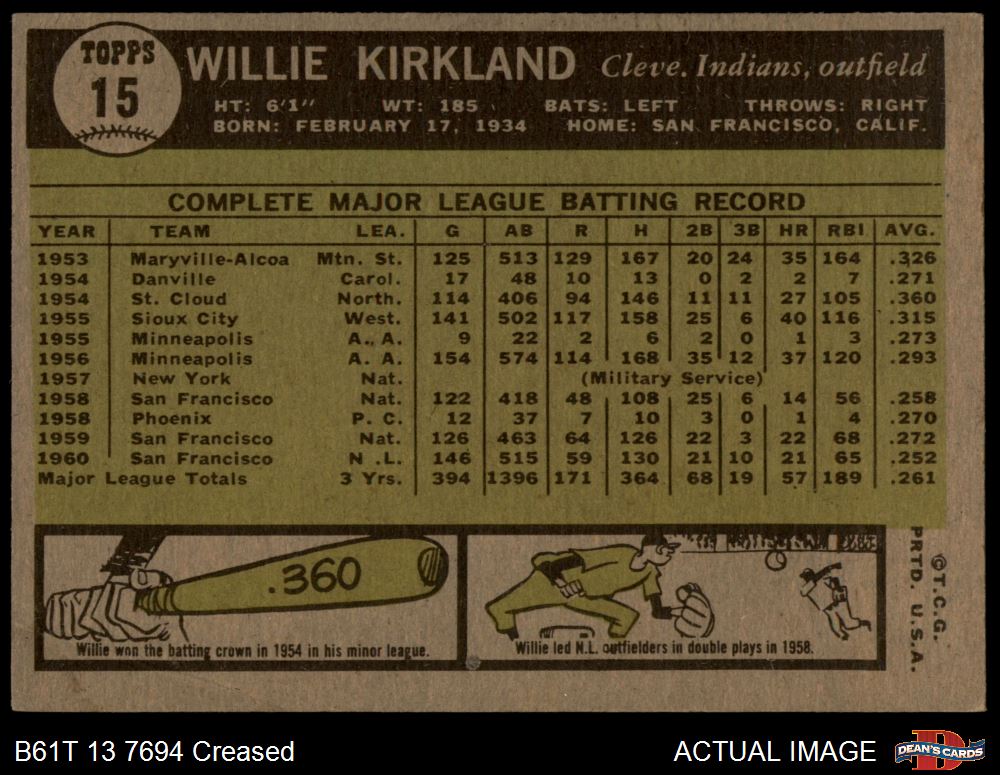 TOPPS
15
WILLIE KIRKLAND Cleve. Indians, outfield
HT: 6'1" WT: 185 BATS: LEFT THROWS: RIGHT
BORN: FEBRUARY 17, 1934 HOME: SAN FRANCISCO, CALIF.
COMPLETE MAJOR LEAGUE BATTING RECORD
YEAR TEAM LEA. G AB R H 2B 3B HR RBI AVG.
1953 Maryville-Alcoa Mtn. St. 125 513 129 167 20 24 35 164 .326
1954 Danville Carol. 17 48 10 13 0 2 2 7 .271
1954 St. Cloud North. 114 406 94 146 11 11 27 105 .360
1955 Sioux City West. 141 502 117 158 25 6 40 116 .315
1955 Minneapolis A. A. 9 22 2 6 2 0 1 3 .273
1956 Minneapolis A. A. 154 574 114 168 35 12 37 120 .293
1957 New York Nat. (Military Service)
1958 San Francisco Nat. 122 418 48 108 25 6 14 56 .258
1958 Phoenix P. C. 12 37 7 10 3 0 1 4 .270
1959 San Francisco Nat. 126 463 64 126 22 3 22 68 .272
1960 San Francisco N .L. 146 515 59 130 21 10 21 65 .252
Major League Totals 3 Yrs. 394 1396 171 364 68 19 57 189 .261
.360
Willie won the batting crown in 1954 in his minor league.
Willie led N.L. outfielders in double plays in 1958.
©T.C.G.
PRTD. U.S.A.
B61T 13 7694 Creased
ACTUAL IMAGE
D
DEAN'S CARDS